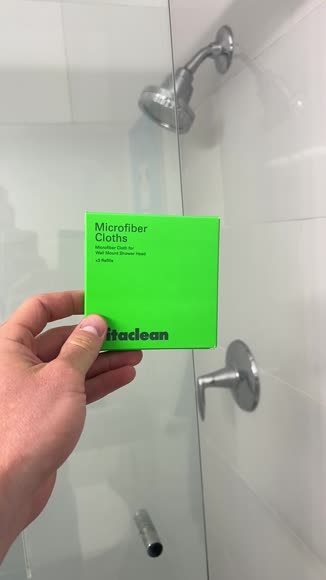 Microfiber
Cloths
Microfiber Cloth for
Wall Mount Shower Head
x3 Refills
itaclean